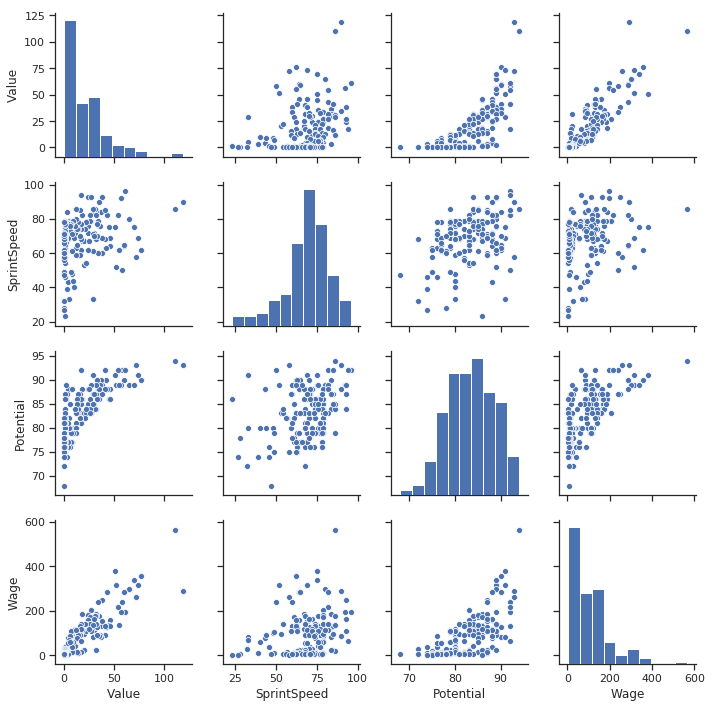 125
100
75
50
25
0
Value
100
80
60
40
20
SprintSpeed
95
90
85
80
75
70
Potential
600
400
200
0
Wage
0 50 100
Value
25 50 75 100
SprintSpeed
70 80 90
Potential
0 200 400 600
Wage